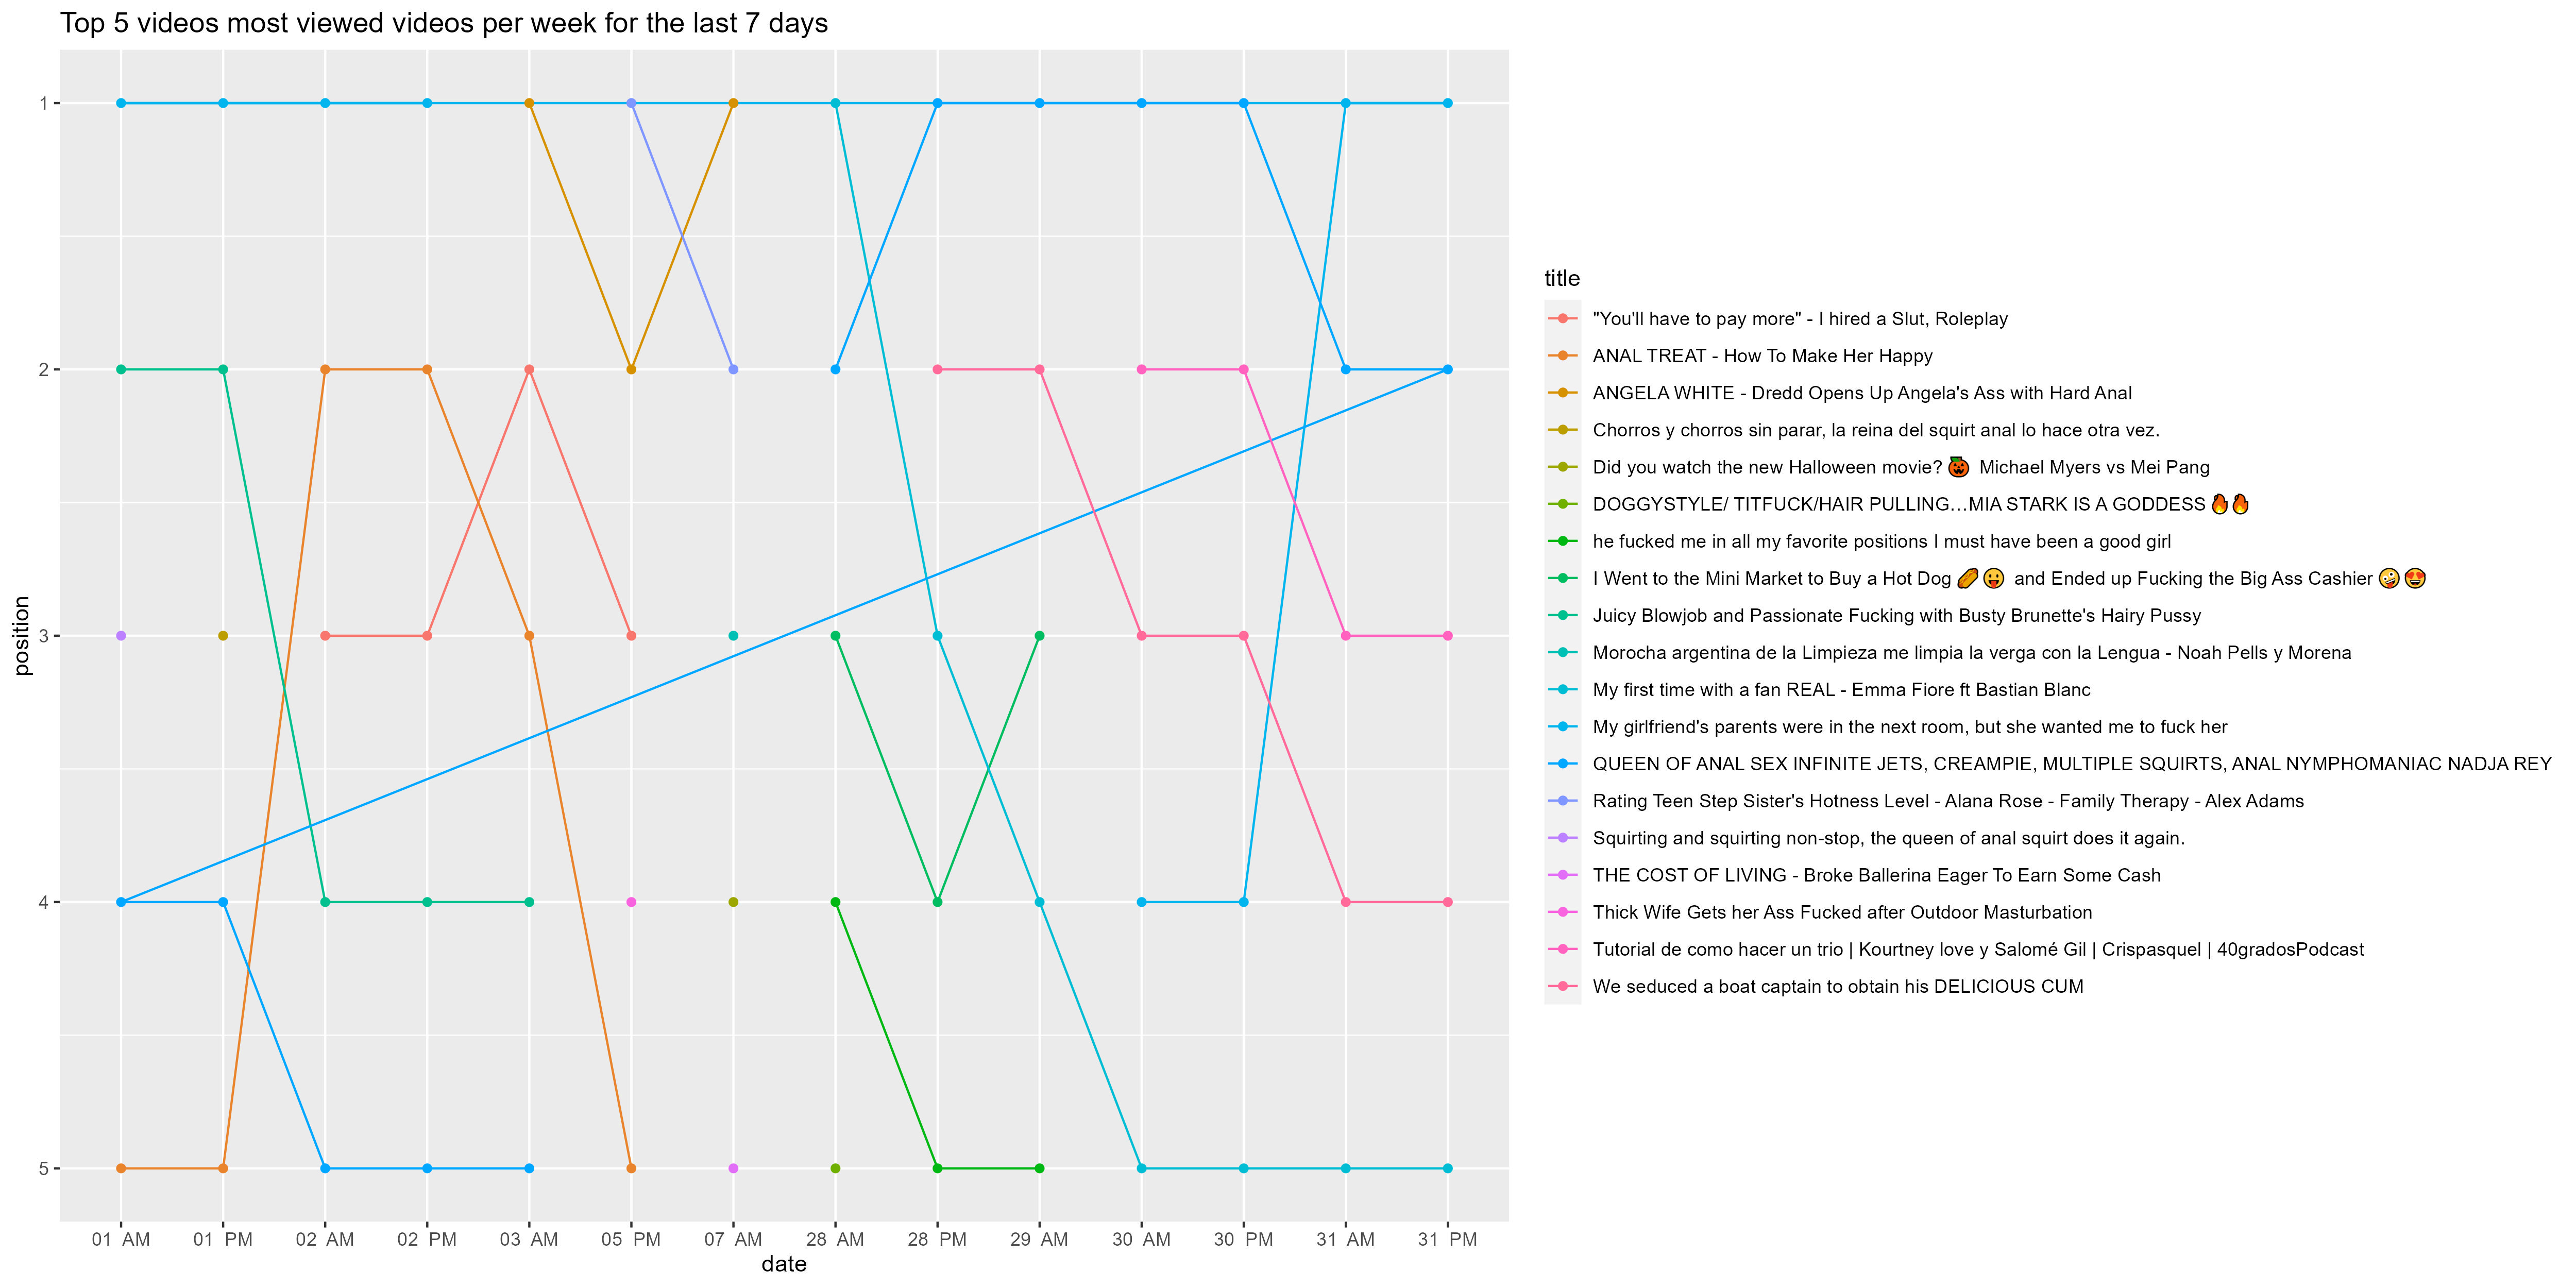 Top 5 videos most viewed videos per week for the last 7 days
position
1
2
3
4
5
01 AM
01 PM
02 AM
02 PM
03 AM
05 PM
07 AM
28 AM
28 PM
29 AM
30 AM
30 PM
31 AM
31 PM
date
title
"You'll have to pay more" - I hired a Slut, Roleplay
ANAL TREAT - How To Make Her Happy
ANGELA WHITE - Dredd Opens Up Angela's Ass with Hard Anal
Chorros y chorros sin parar, la reina del squirt anal lo hace otra vez.
Did you watch the new Halloween movie? 🎃 Michael Myers vs Mei Pang
DOGGYSTYLE/ TITFUCK/HAIR PULLING…MIA STARK IS A GODDESS 🔥🔥
he fucked me in all my favorite positions I must have been a good girl
I Went to the Mini Market to Buy a Hot Dog 🌭😛 and Ended up Fucking the Big Ass Cashier 🤪😍
Juicy Blowjob and Passionate Fucking with Busty Brunette's Hairy Pussy
Morocha argentina de la Limpieza me limpia la verga con la Lengua - Noah Pells y Morena
My first time with a fan REAL - Emma Fiore ft Bastian Blanc
My girlfriend's parents were in the next room, but she wanted me to fuck her
QUEEN OF ANAL SEX INFINITE JETS, CREAMPIE, MULTIPLE SQUIRTS, ANAL NYMPHOMANIAC NADJA REY
Rating Teen Step Sister's Hotness Level - Alana Rose - Family Therapy - Alex Adams
Squirting and squirting non-stop, the queen of anal squirt does it again.
THE COST OF LIVING - Broke Ballerina Eager To Earn Some Cash
Thick Wife Gets her Ass Fucked after Outdoor Masturbation
Tutorial de como hacer un trio | Kourtney love y Salomé Gil | Crispasquel | 40gradosPodcast
We seduced a boat captain to obtain his DELICIOUS CUM